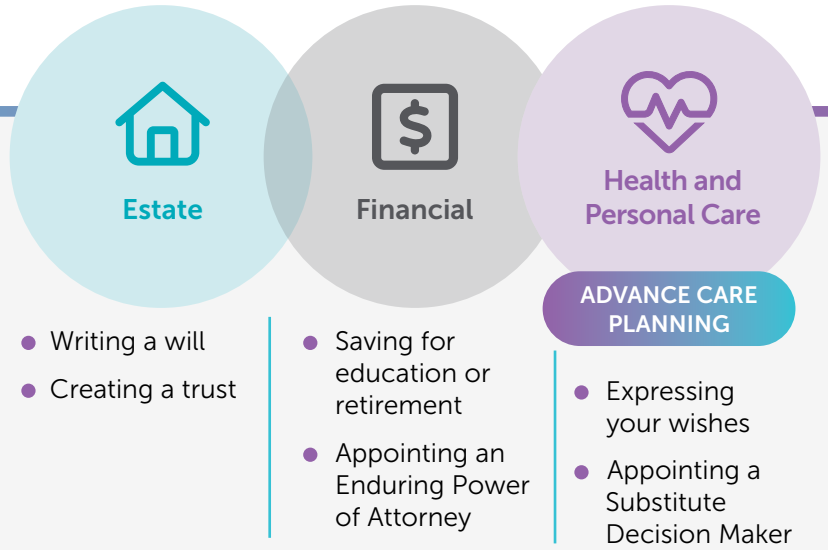 Estate
Financial
Health and
Personal Care
ADVANCE CARE
PLANNING
Writing a will
Creating a trust
Saving for
education or
retirement
Appointing an
Enduring Power
of Attorney
Expressing
your wishes
Appointing a
Substitute
Decision Maker